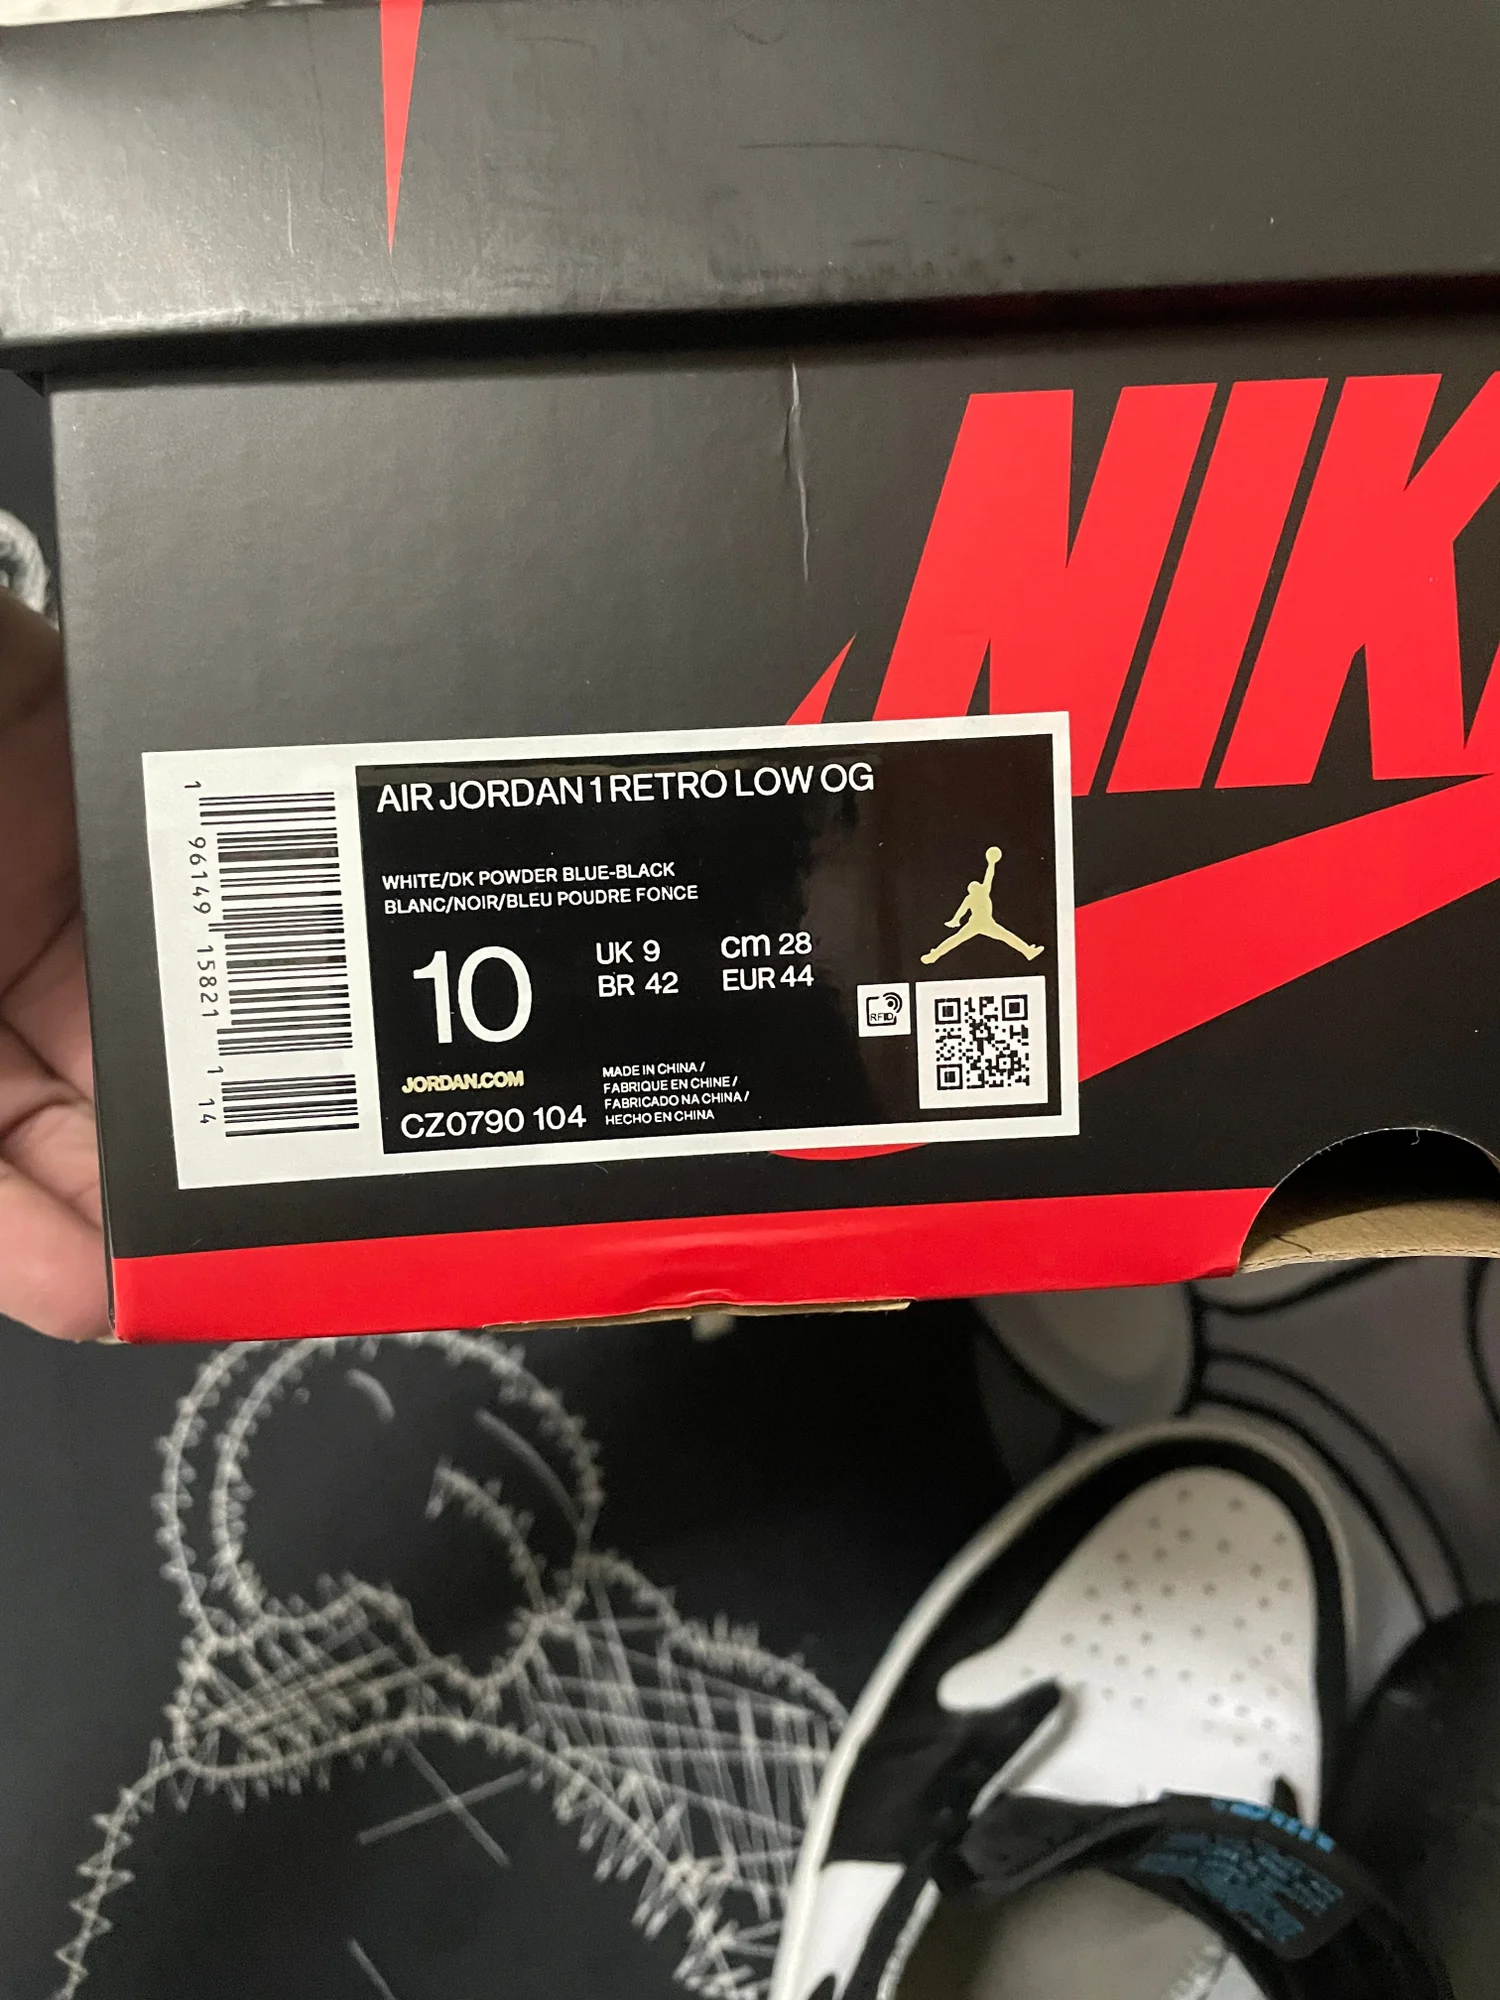 NIK
AIR JORDAN 1 RETRO LOW OG
WHITE/DK POWDER BLUE-BLACK
BLANC/NOIR/BLEU POUDRE FONCE
10
UK 9
cm 28
BR 42
EUR 44
RFID
JORDAN.COM
CZ0790 104
MADE IN CHINA /
FABRIQUE EN CHINE /
FABRICADO NA CHINA /
HECHO EN CHINA
1 96149 15821 1 14